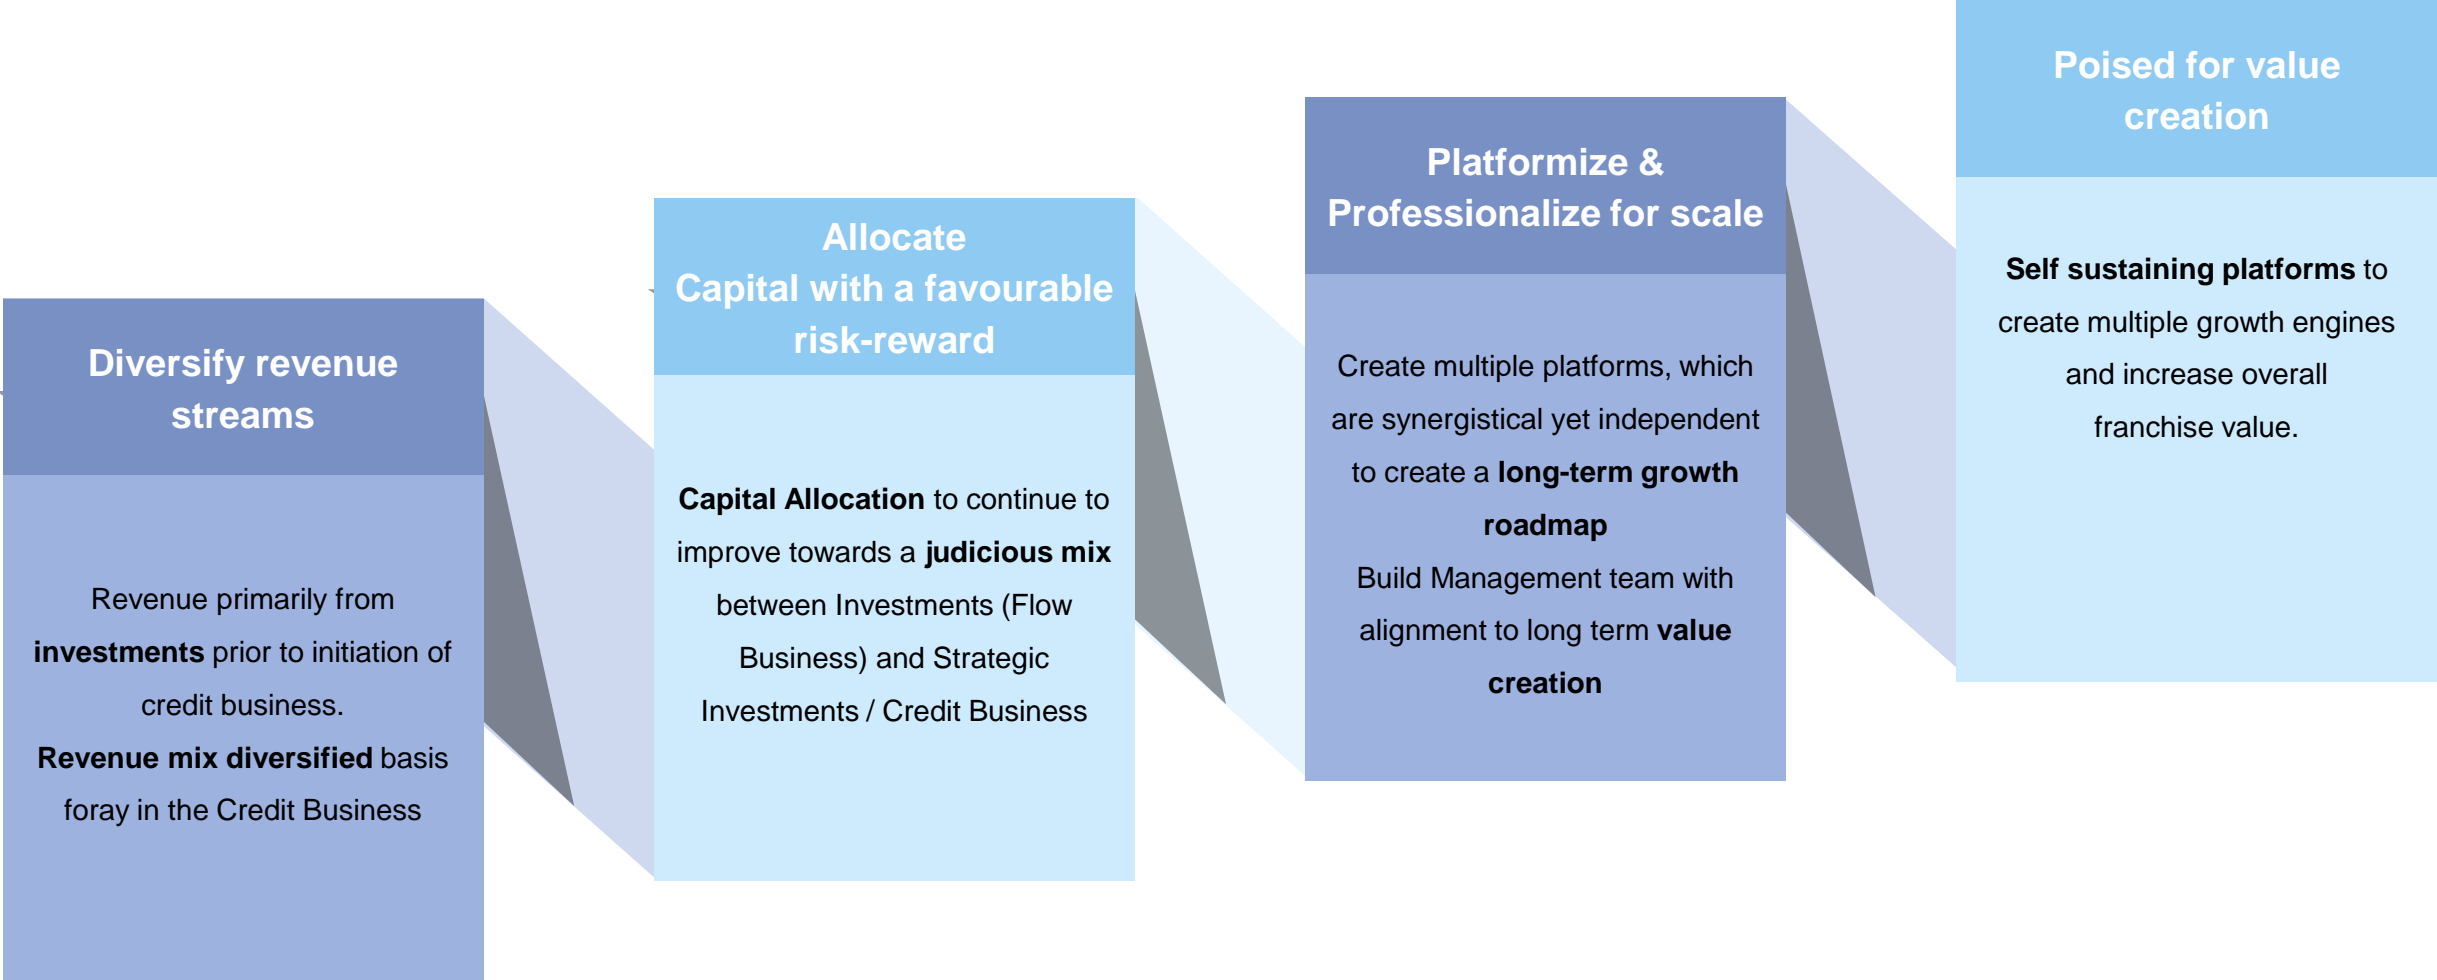 Diversify revenue
streams
Revenue primarily from
investments prior to initiation of
credit business.
Revenue mix diversified basis
foray in the Credit Business
Allocate
Capital with a favourable
risk-reward
Capital Allocation to continue to
improve towards a judicious mix
between Investments (Flow
Business) and Strategic
Investments / Credit Business
Platformize &
Professionalize for scale
Create multiple platforms, which
are synergistical yet independent
to create a long-term growth
roadmap
Build Management team with
alignment to long term value
creation
Poised for value
creation
Self sustaining platforms to
create multiple growth engines
and increase overall
franchise value.